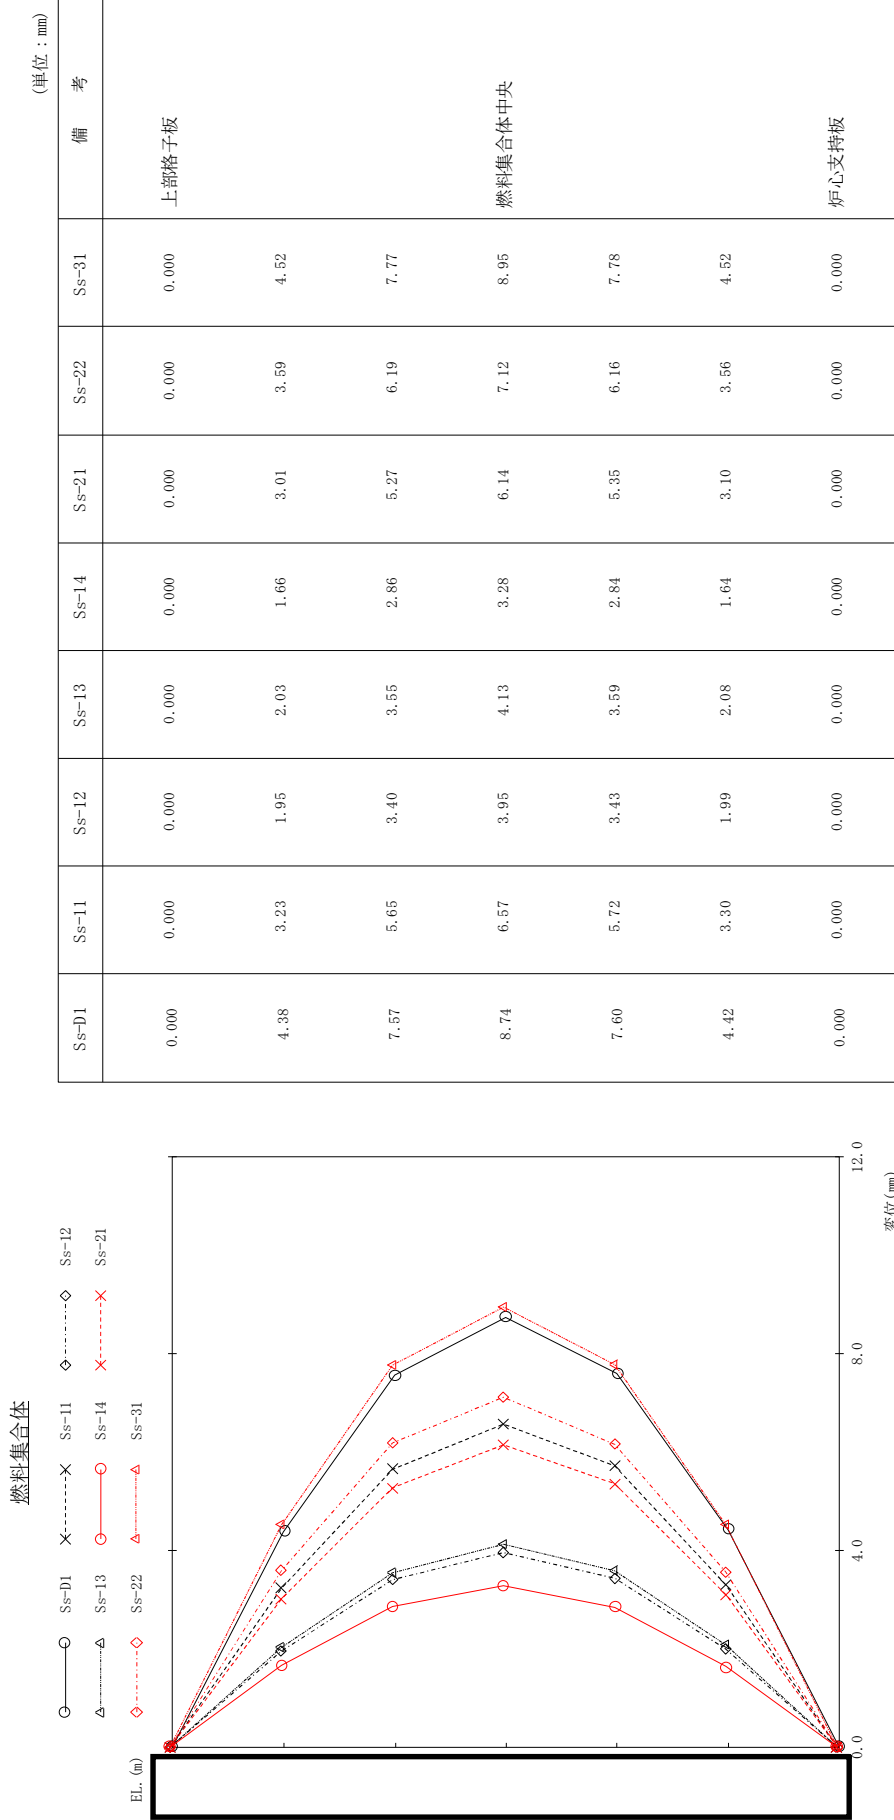 燃料集合体
Ss-D1 Ss-11 Ss-12
Ss-13 Ss-14 Ss-21
Ss-22 Ss-31
EL.(m)
0.0 4.0 8.0 12.0
変位(mm)
(単位:mm)
Ss-D1 Ss-11 Ss-12 Ss-13 Ss-14 Ss-21 Ss-22 Ss-31 備 考
0.000 0.000 0.000 0.000 0.000 0.000 0.000 0.000 上部格子板
4.38 3.23 1.95 2.03 1.66 3.01 3.59 4.52
7.57 5.65 3.40 3.55 2.86 5.27 6.19 7.77
8.74 6.57 3.95 4.13 3.28 6.14 7.12 8.95 燃料集合体中央
7.60 5.72 3.43 3.59 2.84 5.35 6.16 7.78
4.42 3.30 1.99 2.08 1.64 3.10 3.56 4.52
0.000 0.000 0.000 0.000 0.000 0.000 0.000 0.000 炉心支持板